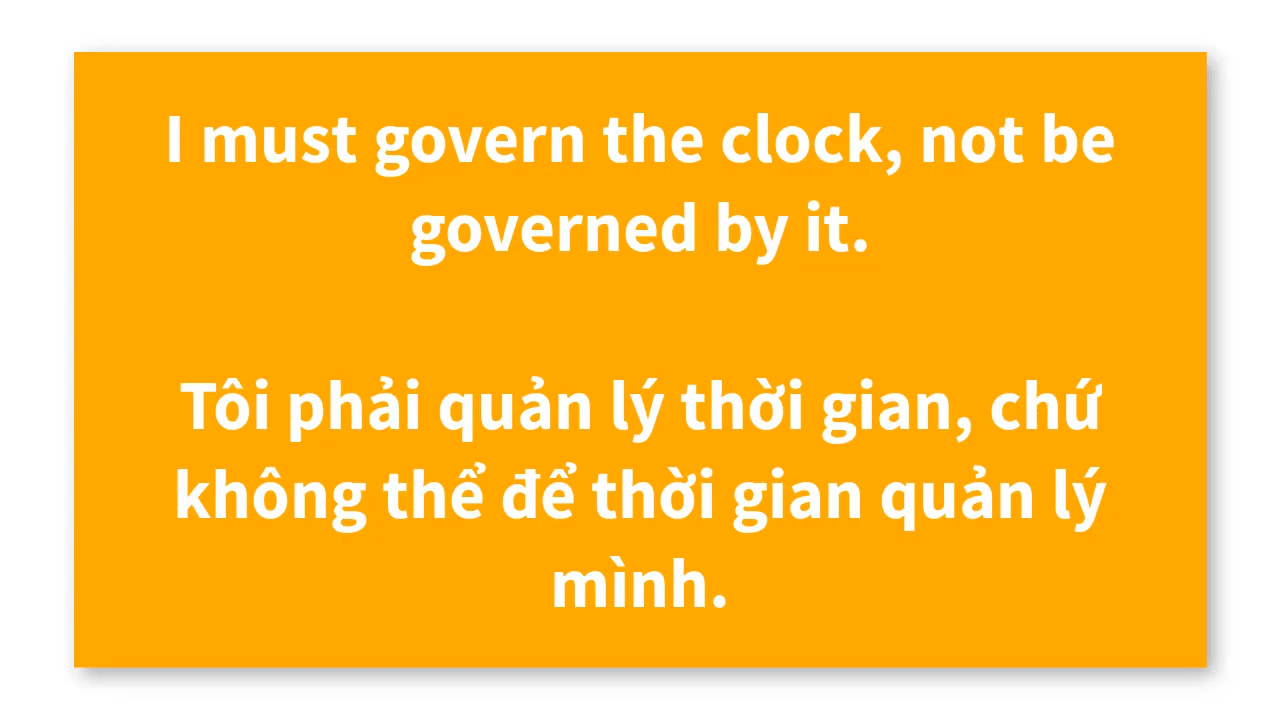 I must govern the clock, not be
governed by it.
Tôi phải quản lý thời gian, chứ
không thể để thời gian quản lý
mình.